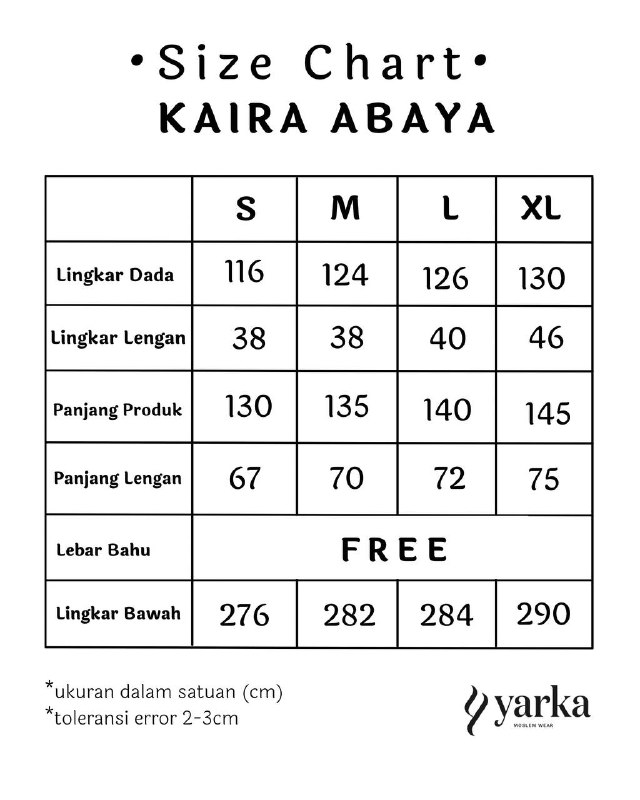 •Size Chart•
KAIRA ABAYA
S M L XL
Lingkar Dada 116 124 126 130
Lingkar Lengan 38 38 40 46
Panjang Produk 130 135 140 145
Panjang Lengan 67 70 72 75
Lebar Bahu FREE
Lingkar Bawah 276 282 284 290
*ukuran dalam satuan (cm)
*toleransi error 2-3cm
yarka
MOSLEM WEAR